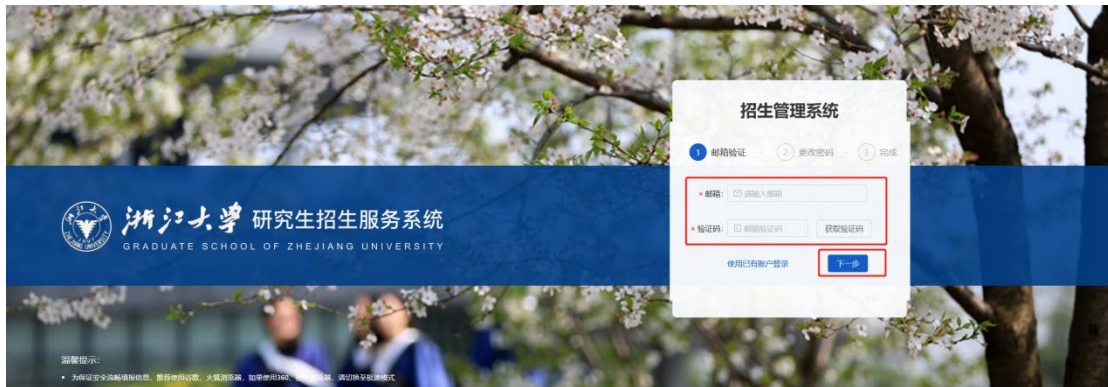 招生管理系统
1 邮箱验证 2 更改密码 3 完成
* 邮箱: 请输入邮箱
* 验证码: 邮箱验证码 获取验证码
使用已有账户登录 下一步
浙江大学 研究生招生服务系统
GRADUATE SCHOOL OF ZHEJIANG UNIVERSITY
温馨提示:
• 为保证安全流畅填报信息,推荐使用谷歌、火狐浏览器,如果使用360、 览器,请切换至极速模式